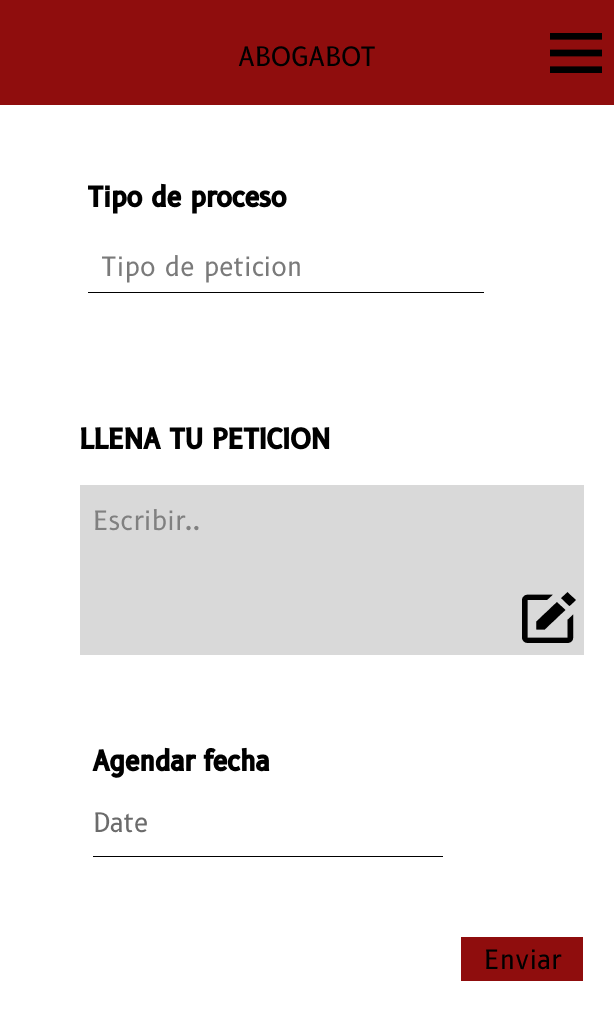 ABOGABOT
Tipo de proceso
Tipo de peticion
LLENA TU PETICION
Escribir..
Agendar fecha
Date
Enviar